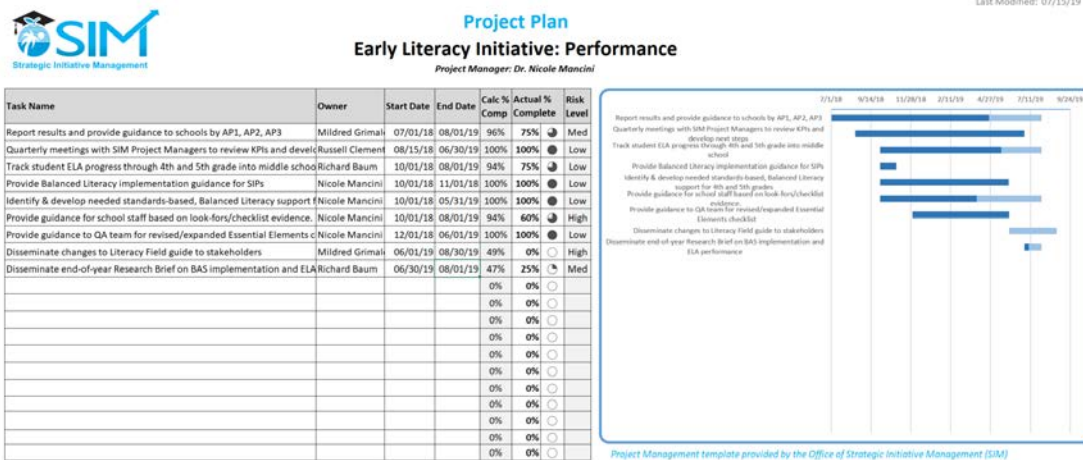 Last Modified: 07/15/19
SIM
Strategic Initiative Management
Project Plan
Early Literacy Initiative: Performance
Project Manager: Dr. Nicole Mancini
Task Name Owner Start Date End Date Calc % Comp Actual % Complete Risk Level
Report results and provide guidance to schools by AP1, AP2, AP3 Mildred Grimal 07/01/18 08/01/19 96% 75% Med
Quarterly meetings with SIM Project Managers to review KPIs and develo Russell Clement 08/15/18 06/30/19 100% 100% Low
Track student ELA progress through 4th and 5th grade into middle schoo Richard Baum 10/01/18 08/01/19 94% 75% Low
Provide Balanced Literacy implementation guidance for SIPs Nicole Mancini 10/01/18 11/01/18 100% 100% Low
Identify & develop needed standards-based, Balanced Literacy support f Nicole Mancini 10/01/18 05/31/19 100% 100% Low
Provide guidance for school staff based on look-fors/checklist evidence. Nicole Mancini 10/01/18 08/01/19 94% 60% High
Provide guidance to QA team for revised/expanded Essential Elements c Nicole Mancini 12/01/18 06/01/19 100% 100% Low
Disseminate changes to Literacy Field guide to stakeholders Mildred Grimal 06/01/19 08/30/19 49% 0% High
Disseminate end-of-year Research Brief on BAS implementation and ELA Richard Baum 06/30/19 08/01/19 47% 25% Med
0% 0%
0% 0%
0% 0%
0% 0%
0% 0%
0% 0%
0% 0%
0% 0%
0% 0%
0% 0%
0% 0%
7/1/18 9/14/18 11/28/18 2/11/19 4/27/19 7/11/19 9/24/19
Report results and provide guidance to schools by AP1, AP2, AP3
Quarterly meetings with SIM Project Managers to review KPIs and
develop next steps
Track student ELA progress through 4th and 5th grade into middle
school
Provide Balanced Literacy implementation guidance for SIPs
Identify & develop needed standards-based, Balanced Literacy
support for 4th and 5th grades
Provide guidance for school staff based on look-fors/checklist
evidence.
Provide guidance to QA team for revised/expanded Essential
Elements checklist
Disseminate changes to Literacy Field guide to stakeholders
Disseminate end-of-year Research Brief on BAS implementation and
ELA performance
Project Management template provided by the Office of Strategic Initiative Management (SIM)